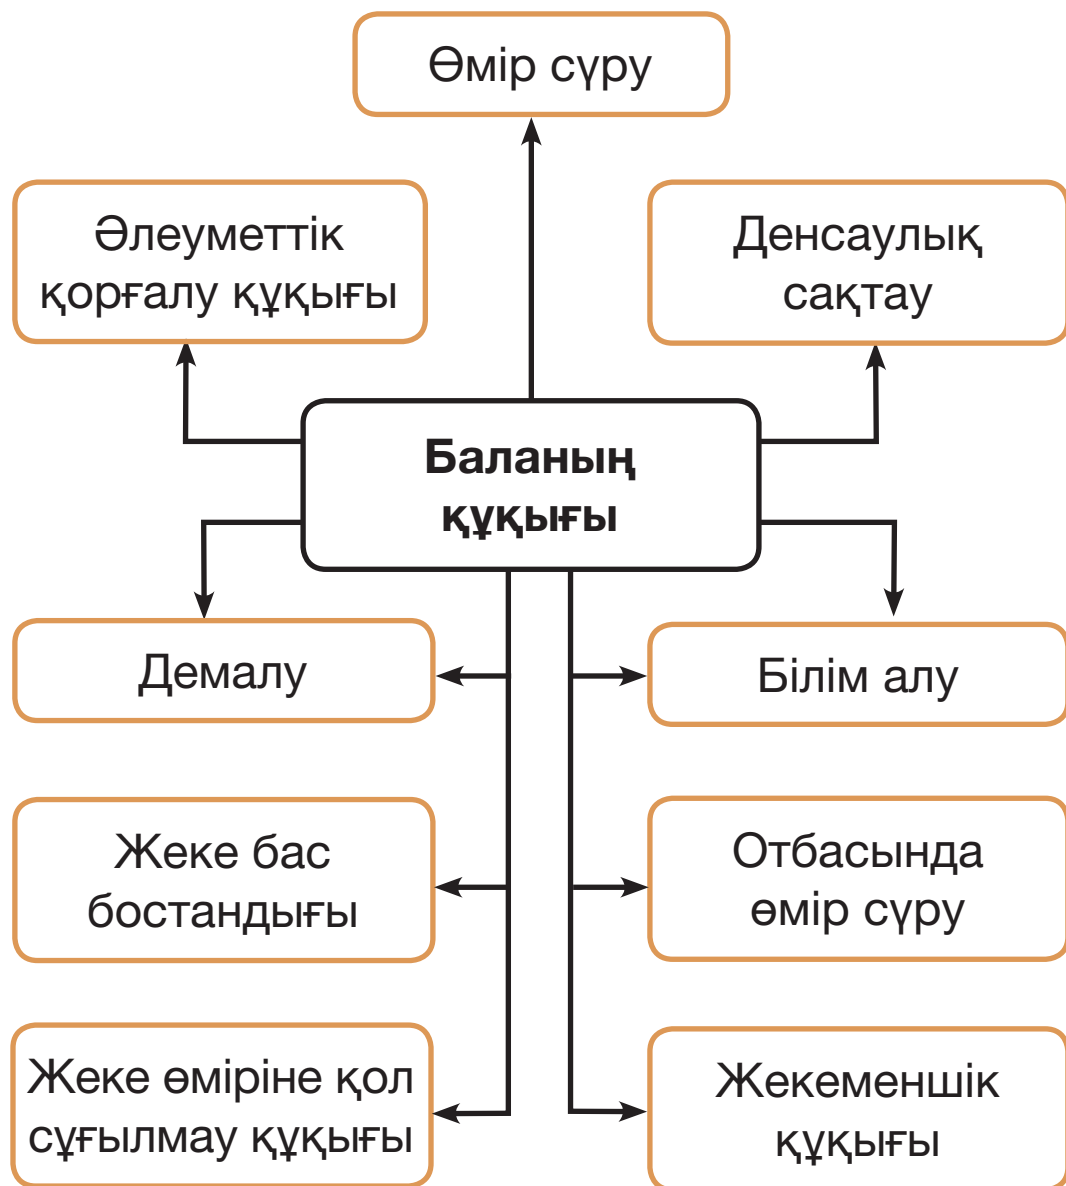 Өмір сүру
Әлеуметтік
қорғалу құқығы
Денсаулық
сақтау
Баланың
құқығы
Демалу
Білім алу
Жеке бас
бостандығы
Отбасында
өмір сүру
Жеке өміріне қол
сұғылмау құқығы
Жекеменшік
құқығы